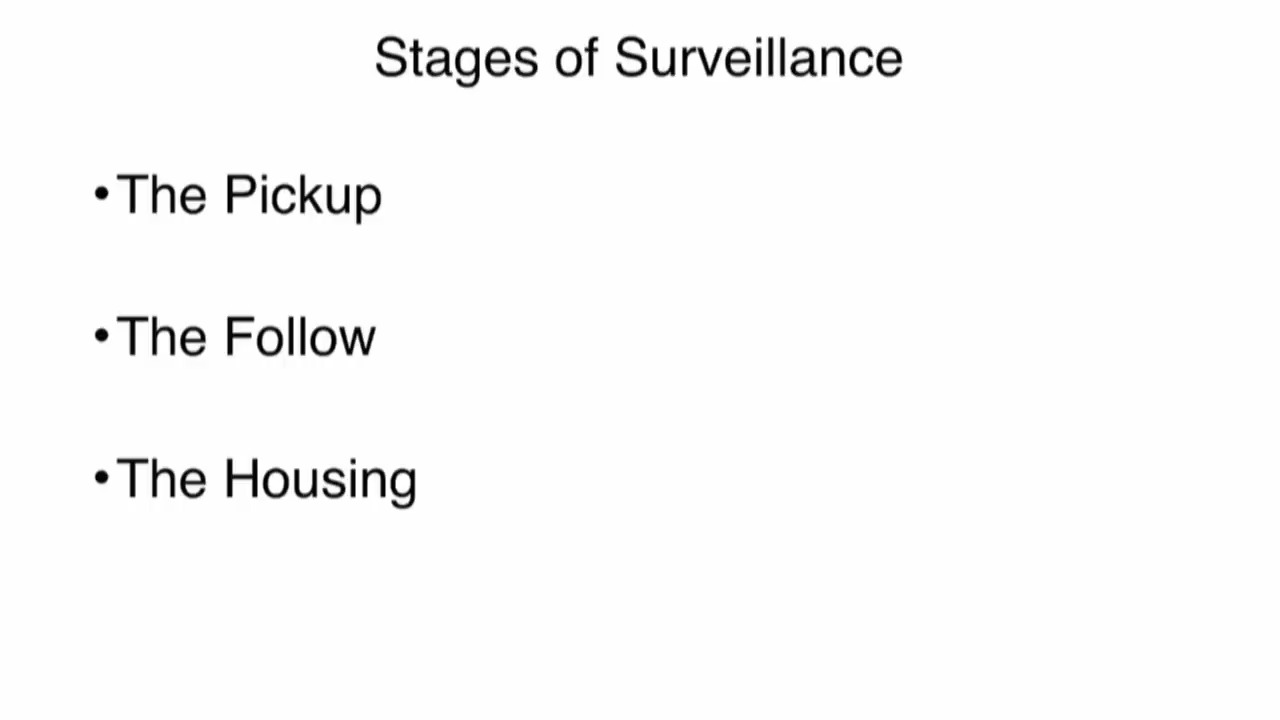 Stages of Surveillance
•The Pickup
•The Follow
•The Housing